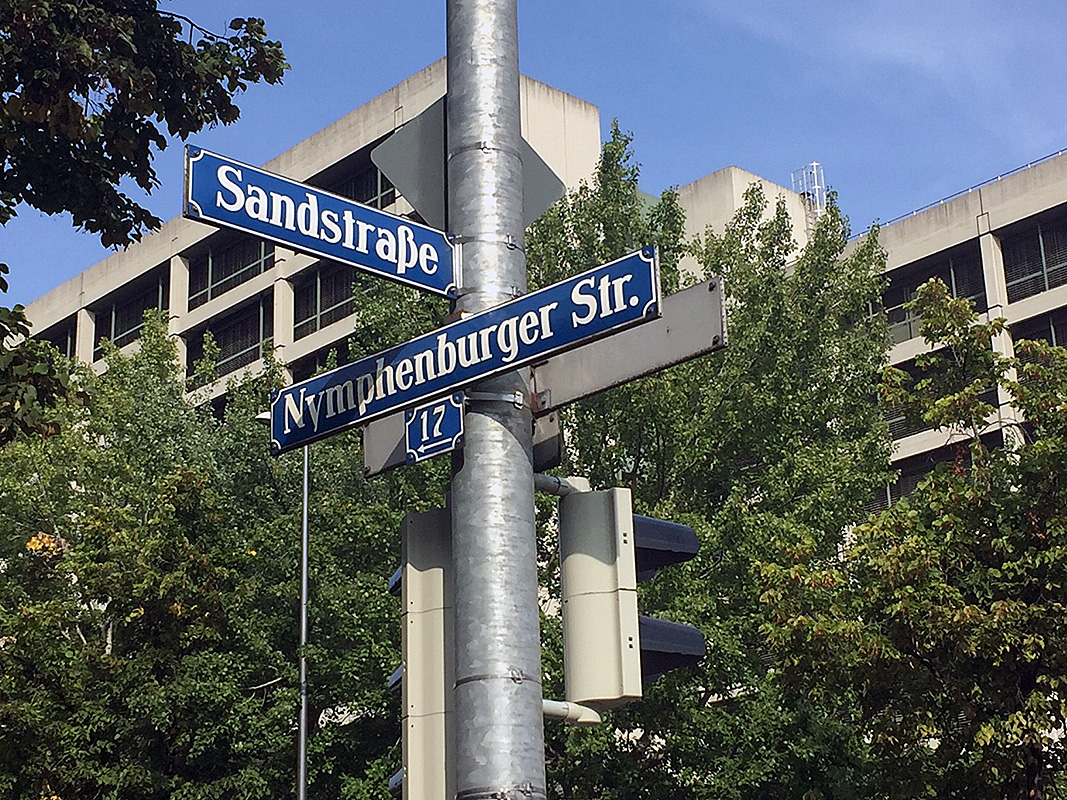 Sandstraße
Nymphenburger Str.
17
←